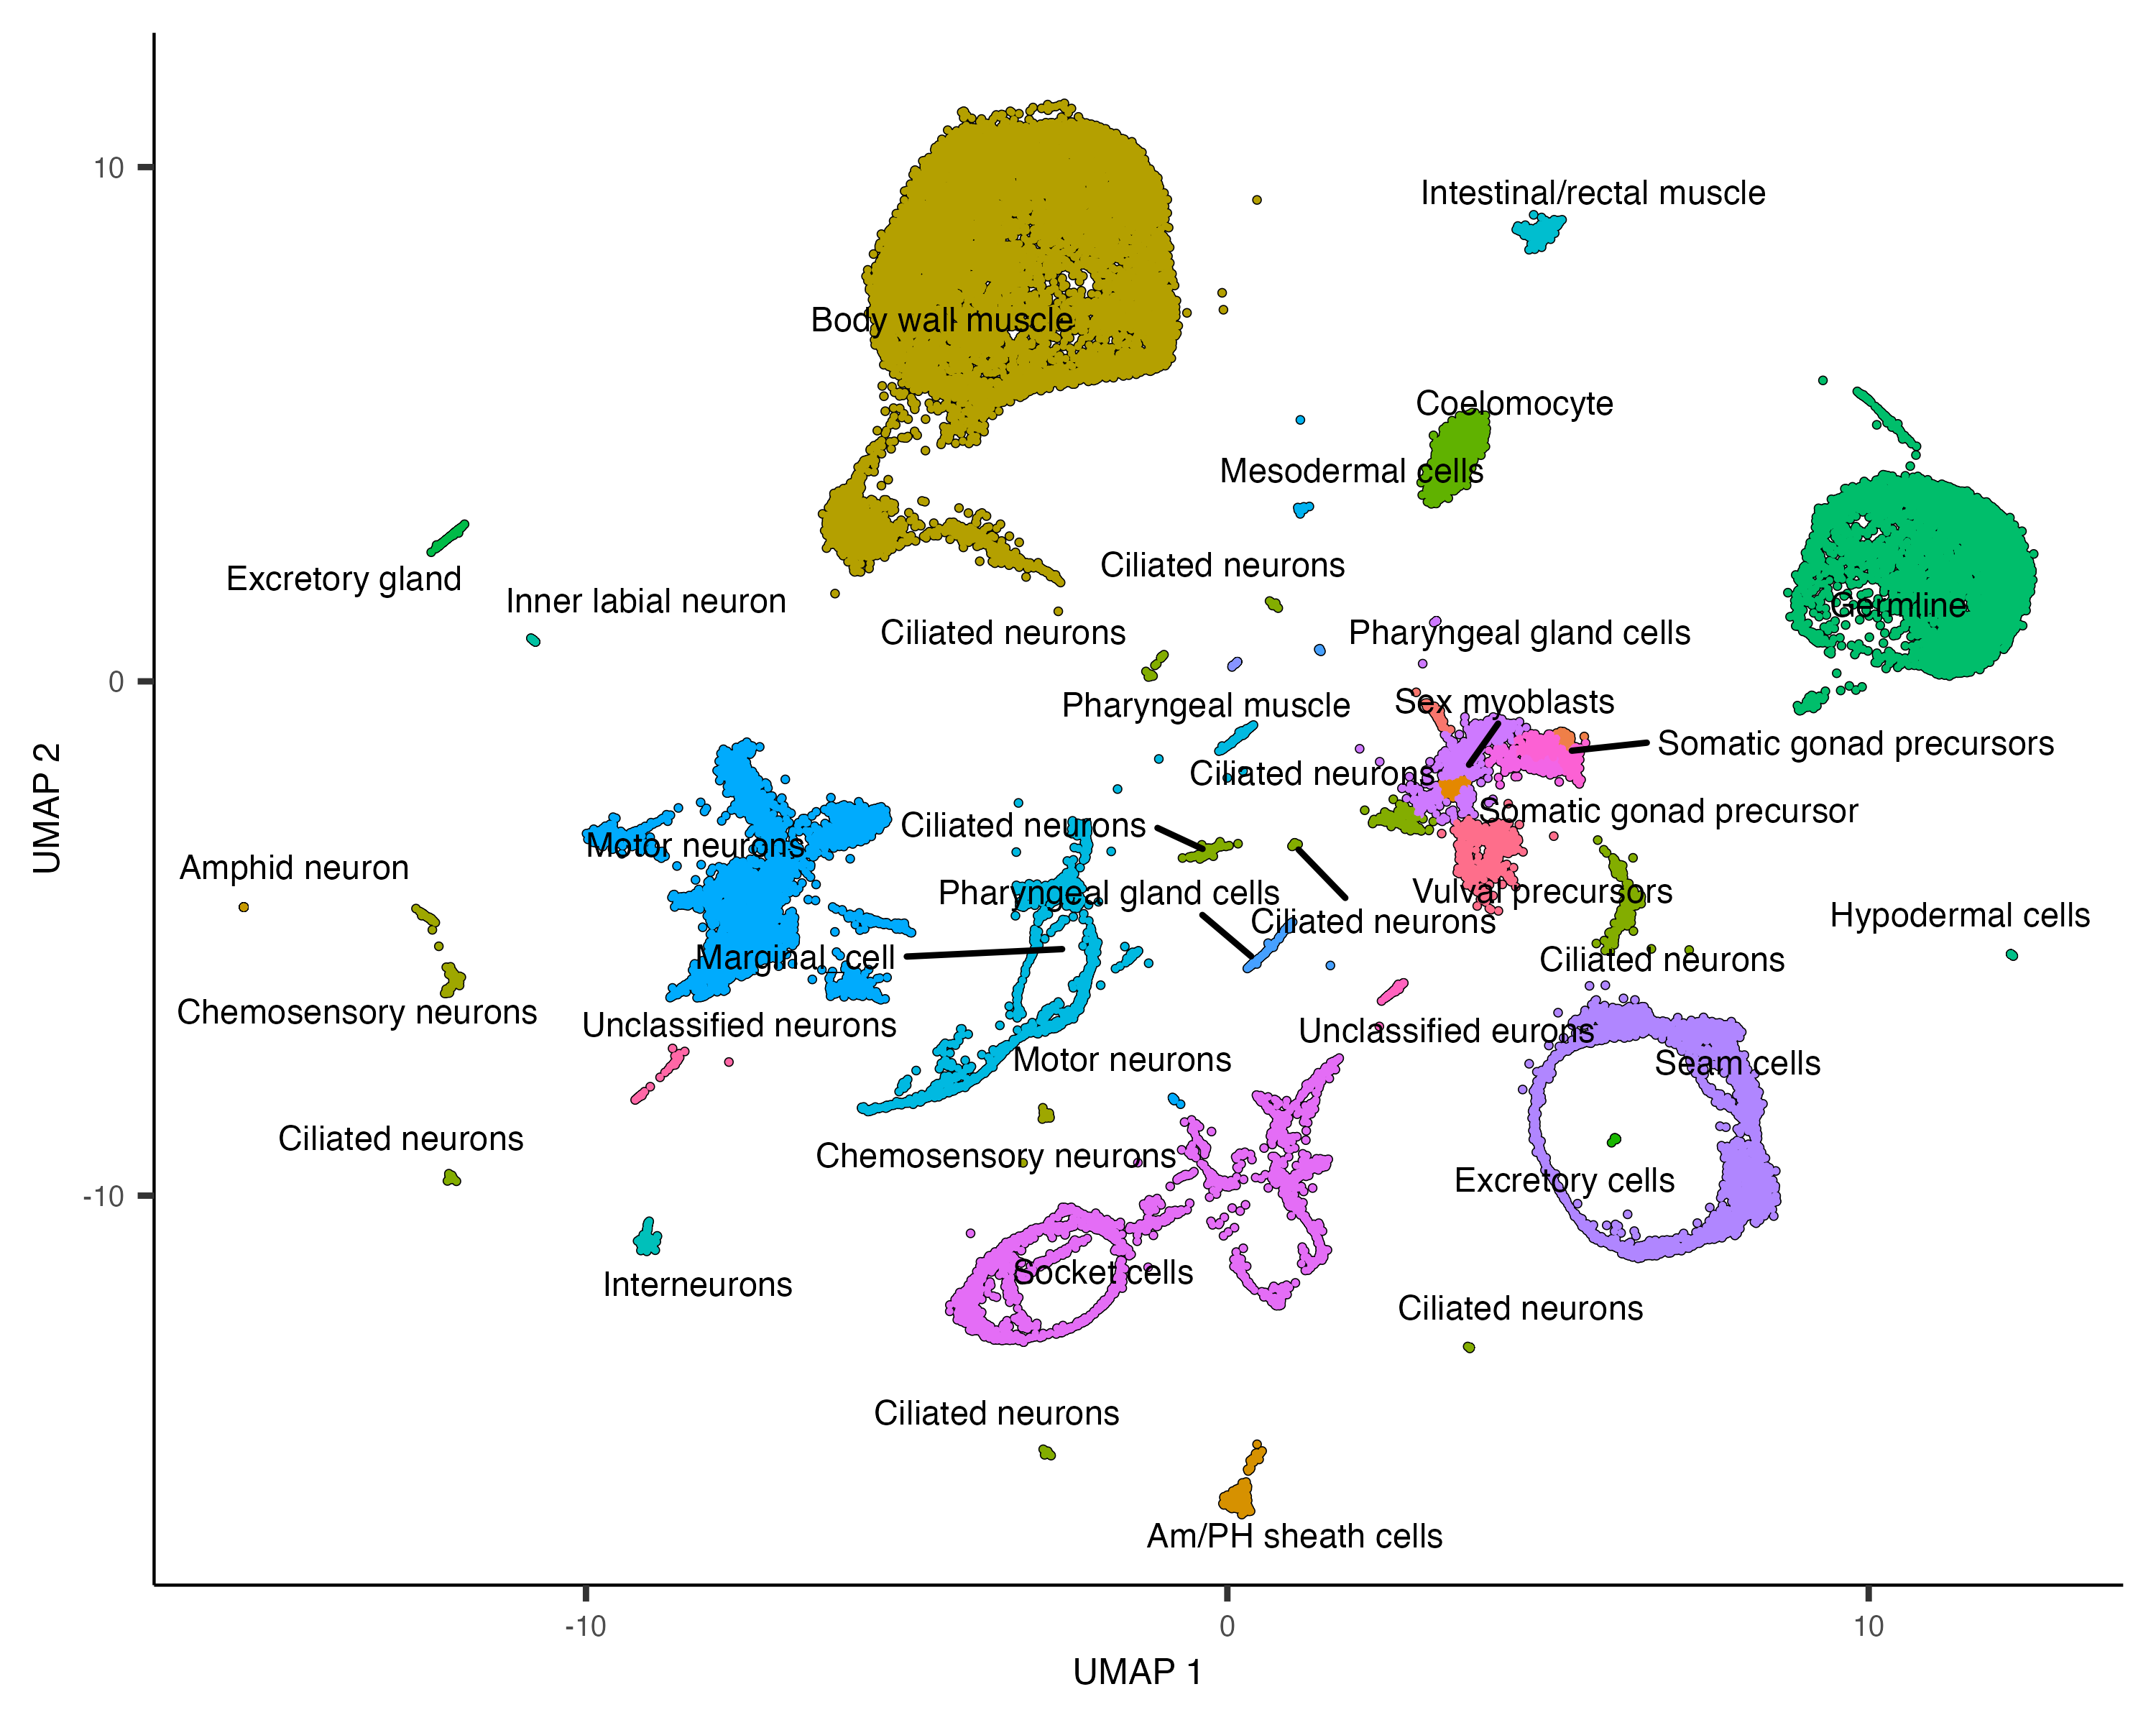 10
Intestinal/rectal muscle
Body wall muscle
Coelomocyte
Mesodermal cells
Ciliated neurons
Excretory gland
Inner labial neuron
Germline
Ciliated neurons
Pharyngeal gland cells
0
Sex myoblasts
Pharyngeal muscle
Somatic gonad precursors
Ciliated neurons
UMAP 2
Somatic gonad precursor
Ciliated neurons
Motor neurons
Amphid neuron
Pharyngeal gland cells
Vulval precursors
Hypodermal cells
Ciliated neurons
Marginal cell
Ciliated neurons
Chemosensory neurons
Unclassified neurons
Unclassified eurons
Motor neurons
Seam cells
Ciliated neurons
Chemosensory neurons
Excretory cells
-10
Socket cells
Interneurons
Ciliated neurons
Ciliated neurons
Am/PH sheath cells
-10
0
10
UMAP 1